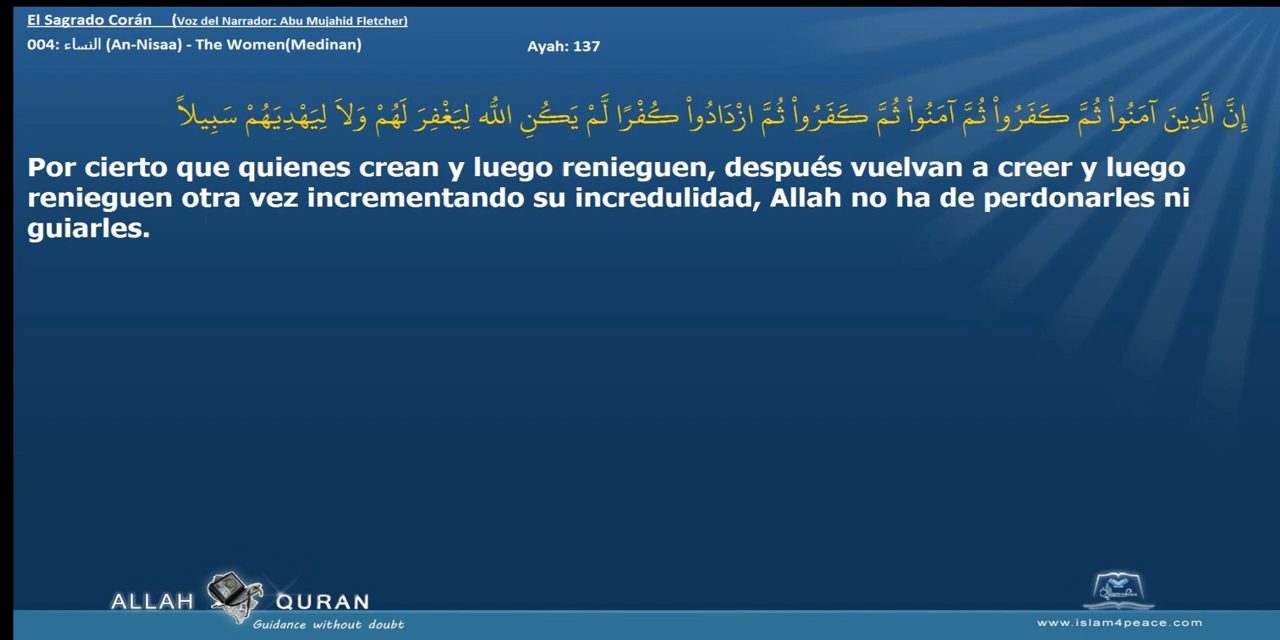 El Sagrado Corán (Voz del Narrador: Abu Mujahid Fletcher)
004: النساء (An-Nisaa) - The Women(Medinan) Ayah: 137
إِنَّ الَّذِينَ آمَنُواْ ثُمَّ كَفَرُواْ ثُمَّ آمَنُواْ ثُمَّ كَفَرُواْ ثُمَّ ازْدَادُواْ كُفْرًا لَّمْ يَكُنِ اللّه لِيَغْفِرَ لَهُمْ وَلاَ لِيَهْدِيَهُمْ سَبِيلاً
Por cierto que quienes crean y luego renieguen, después vuelvan a creer y luego
renieguen otra vez incrementando su incredulidad, Allah no ha de perdonarles ni
guiarles.
ALLAH QURAN
Guidance without doubt
www.islam4peace.com